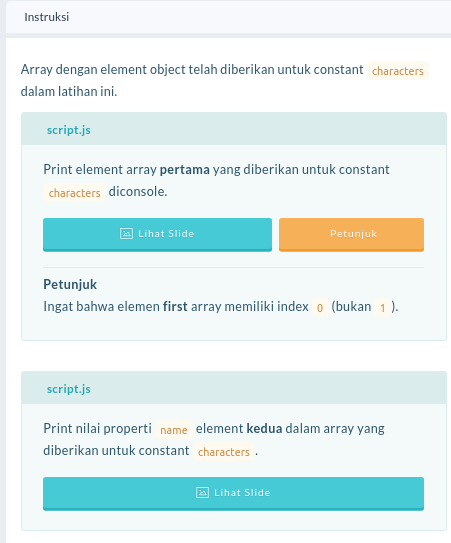 Instruksi
Array dengan element object telah diberikan untuk constant characters
dalam latihan ini.
script.js
Print element array pertama yang diberikan untuk constant
characters diconsole.
Lihat Slide
Petunjuk
Petunjuk
Ingat bahwa elemen first array memiliki index 0 (bukan 1 ).
script.js
Print nilai properti name element kedua dalam array yang
diberikan untuk constant characters .
Lihat Slide